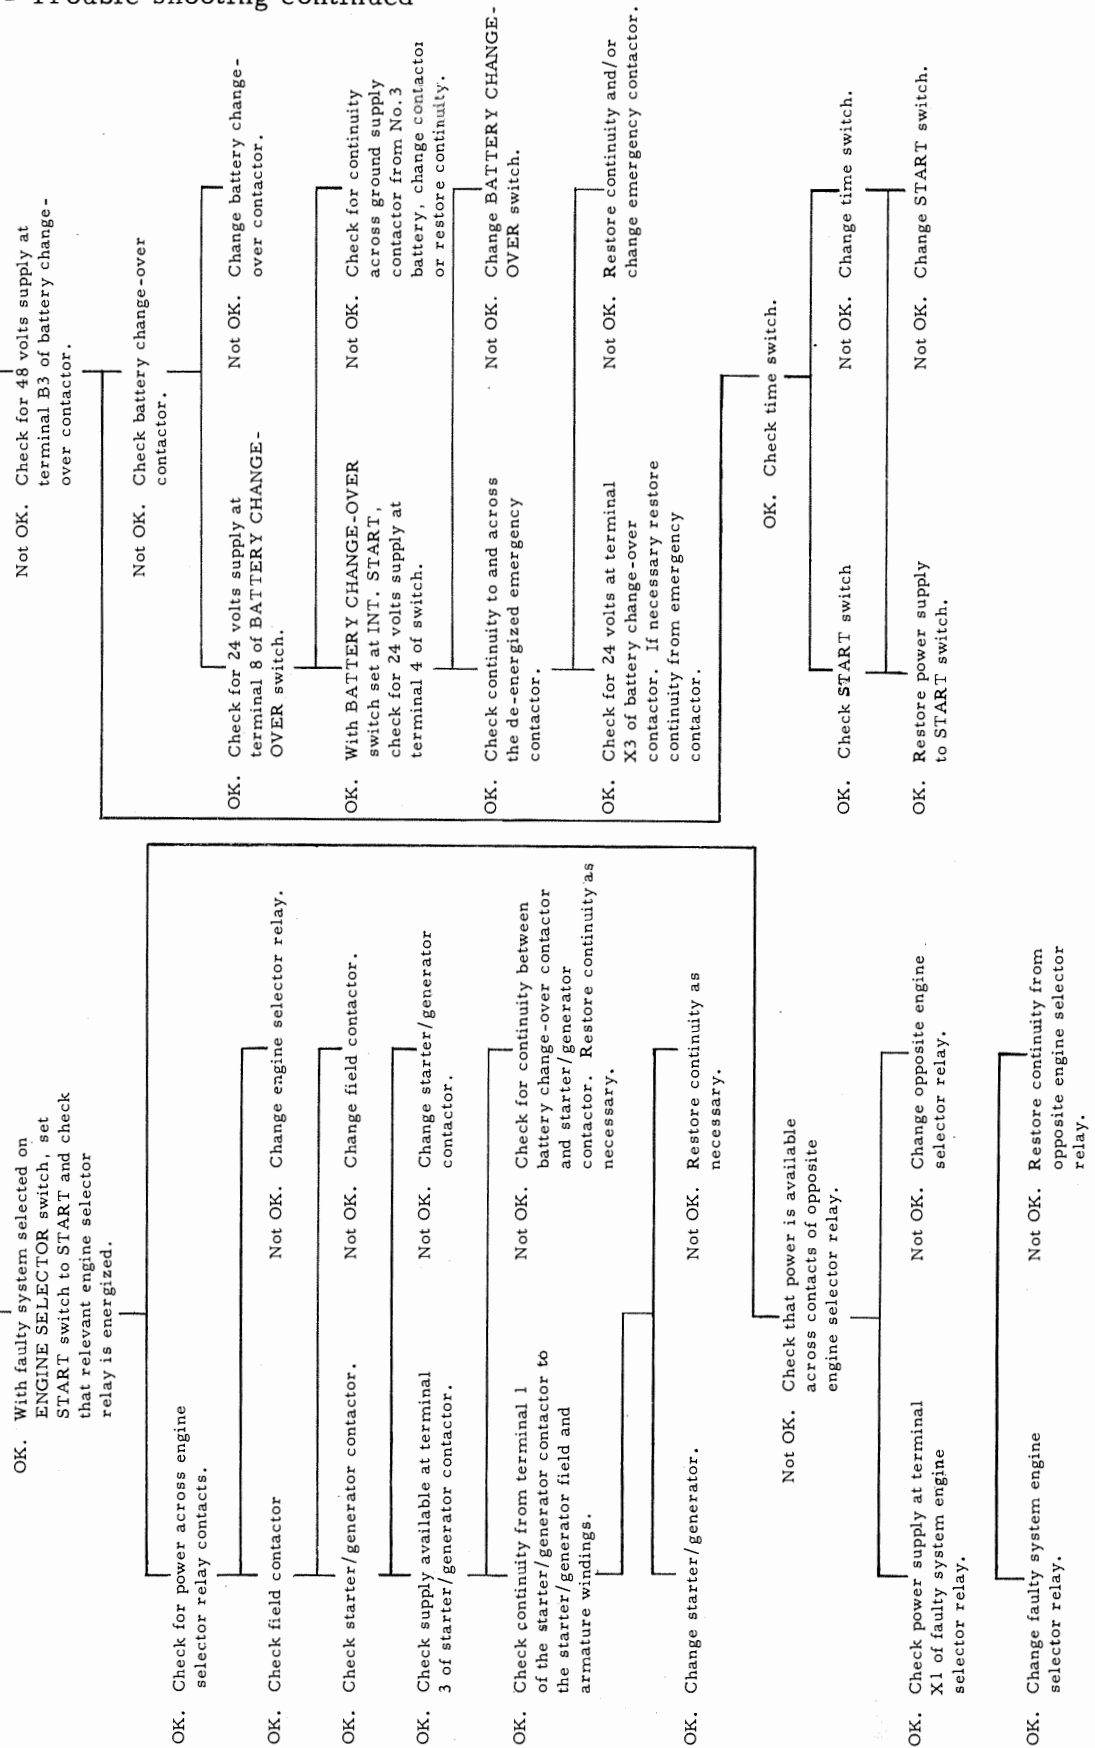 Trouble shooting continued
OK. With faulty system selected on
ENGINE SELECTOR switch, set
START switch to START and check
that relevant engine selector
relay is energized.
OK. Check for power across engine
selector relay contacts.
OK. Check field contactor
Not OK. Change engine selector relay.
OK. Check starter/generator contactor.
Not OK. Change field contactor.
OK. Check supply available at terminal
3 of starter/generator contactor.
Not OK. Change starter/generator
contactor.
OK. Check continuity from terminal 1
of the starter/generator contactor to
the starter/generator field and
armature windings.
Not OK. Check for continuity between
battery change-over contactor
and starter/generator
contactor. Restore continuity as
necessary.
OK. Change starter/generator.
Not OK. Restore continuity as
necessary.
Not OK. Check that power is available
across contacts of opposite
engine selector relay.
OK. Check power supply at terminal
X1 of faulty system engine
selector relay.
Not OK. Change opposite engine
selector relay.
OK. Change faulty system engine
selector relay.
Not OK. Restore continuity from
opposite engine selector
relay.
Not OK. Check for 48 volts supply at
terminal B3 of battery change-
over contactor.
Not OK. Check battery change-over
contactor.
OK. Check for 24 volts supply at
terminal 8 of BATTERY CHANGE-
OVER switch.
Not OK. Change battery change-
over contactor.
OK. With BATTERY CHANGE-OVER
switch set at INT. START,
check for 24 volts supply at
terminal 4 of switch.
Not OK. Check for continuity
across ground supply
contactor from No.3
battery, change contactor
or restore continuity.
OK. Check continuity to and across
the de-energized emergency
contactor.
Not OK. Change BATTERY CHANGE-
OVER switch.
OK. Check for 24 volts at terminal
X3 of battery change-over
contactor. If necessary restore
continuity from emergency
contactor.
Not OK. Restore continuity and/or
change emergency contactor.
OK. Check time switch.
OK. Check START switch
Not OK. Change time switch.
OK. Restore power supply
to START switch.
Not OK. Change START switch.